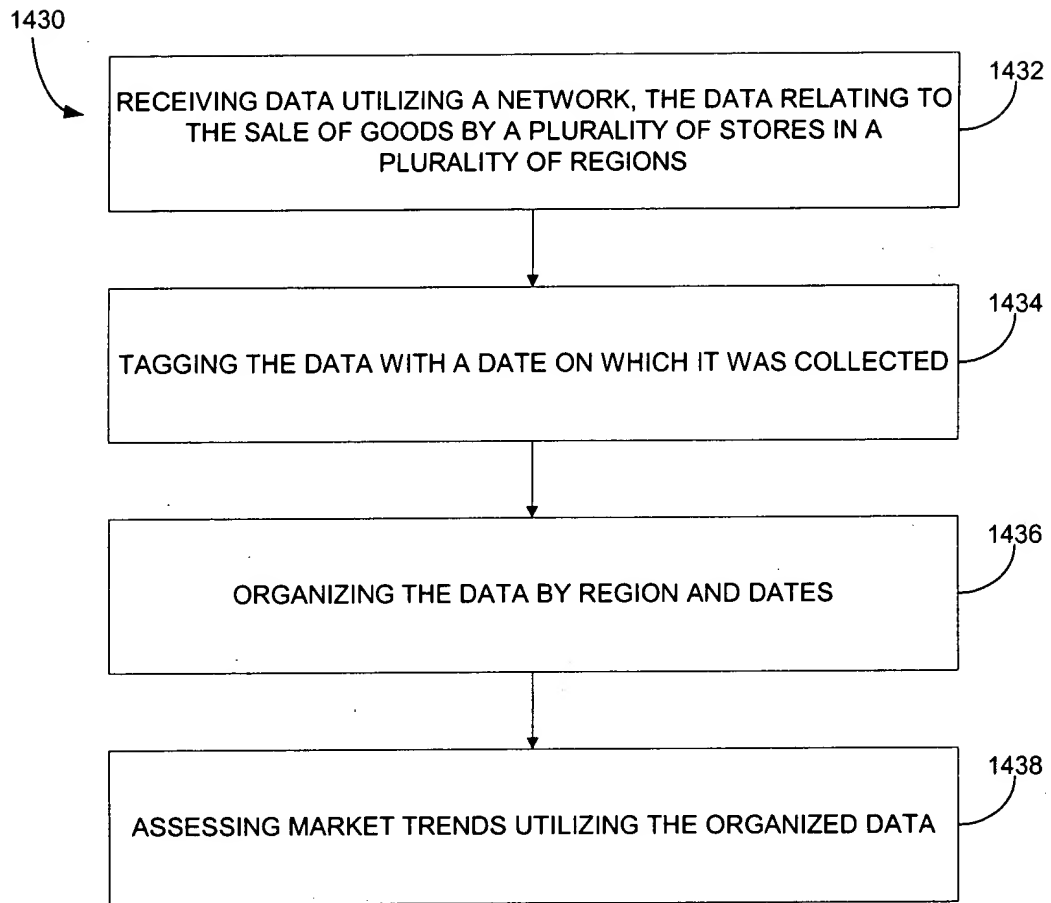 1430
1432
RECEIVING DATA UTILIZING A NETWORK, THE DATA RELATING TO
THE SALE OF GOODS BY A PLURALITY OF STORES IN A
PLURALITY OF REGIONS
1434
TAGGING THE DATA WITH A DATE ON WHICH IT WAS COLLECTED
1436
ORGANIZING THE DATA BY REGION AND DATES
1438
ASSESSING MARKET TRENDS UTILIZING THE ORGANIZED DATA